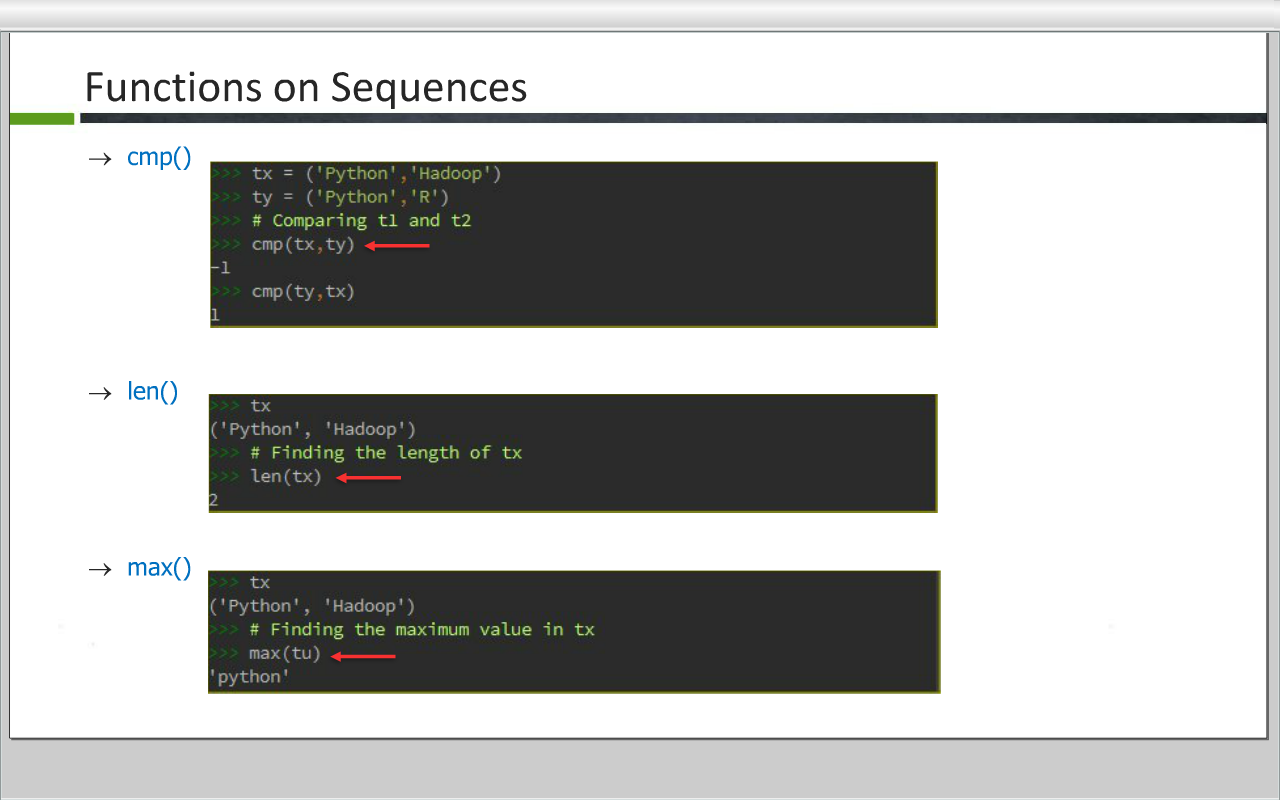 Functions on Sequences
→ cmp()
>>> tx = ('Python','Hadoop')
>>> ty = ('Python','R')
>>> # Comparing t1 and t2
>>> cmp(tx,ty)
-1
>>> cmp(ty,tx)
1
→ len()
>>> tx
('Python', 'Hadoop')
>>> # Finding the length of tx
>>> len(tx)
2
→ max()
>>> tx
('Python', 'Hadoop')
>>> # Finding the maximum value in tx
>>> max(tu)
'python'